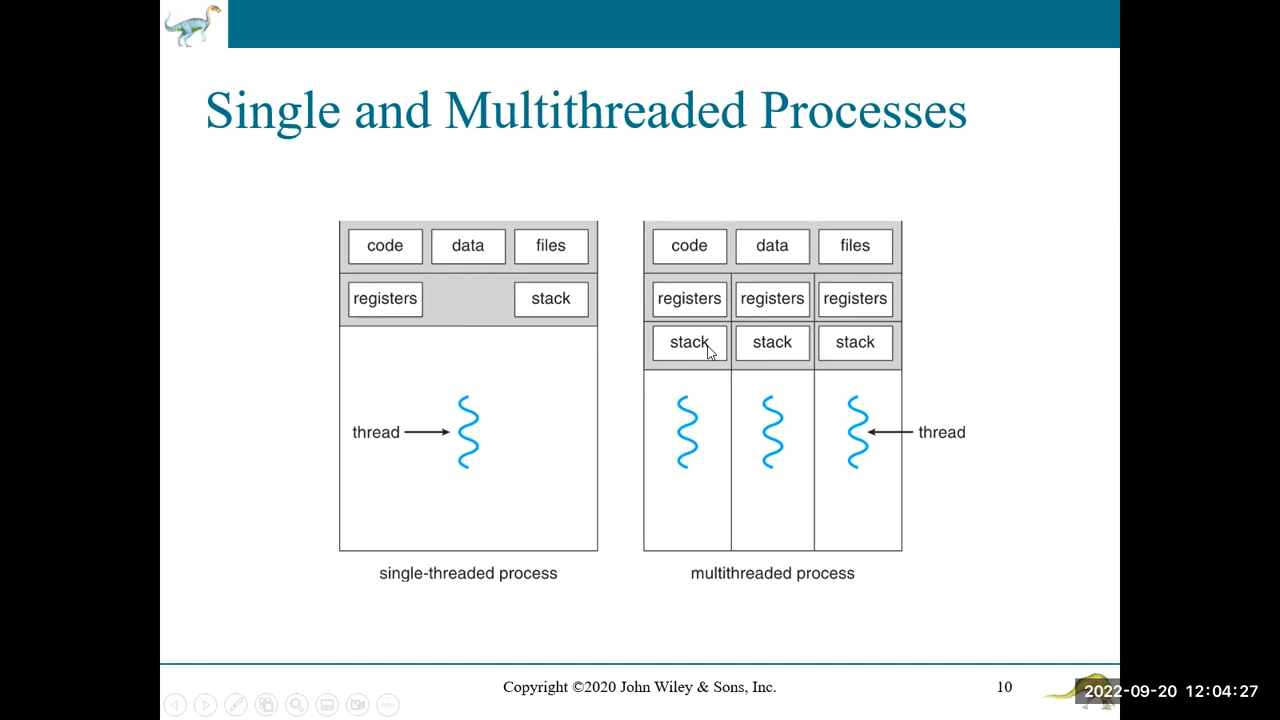 Single and Multithreaded Processes
code data files
registers stack
thread
single-threaded process
code data files
registers registers registers
stack stack stack
thread
multithreaded process
Copyright ©2020 John Wiley & Sons, Inc.
10
2022-09-20 12:04:27